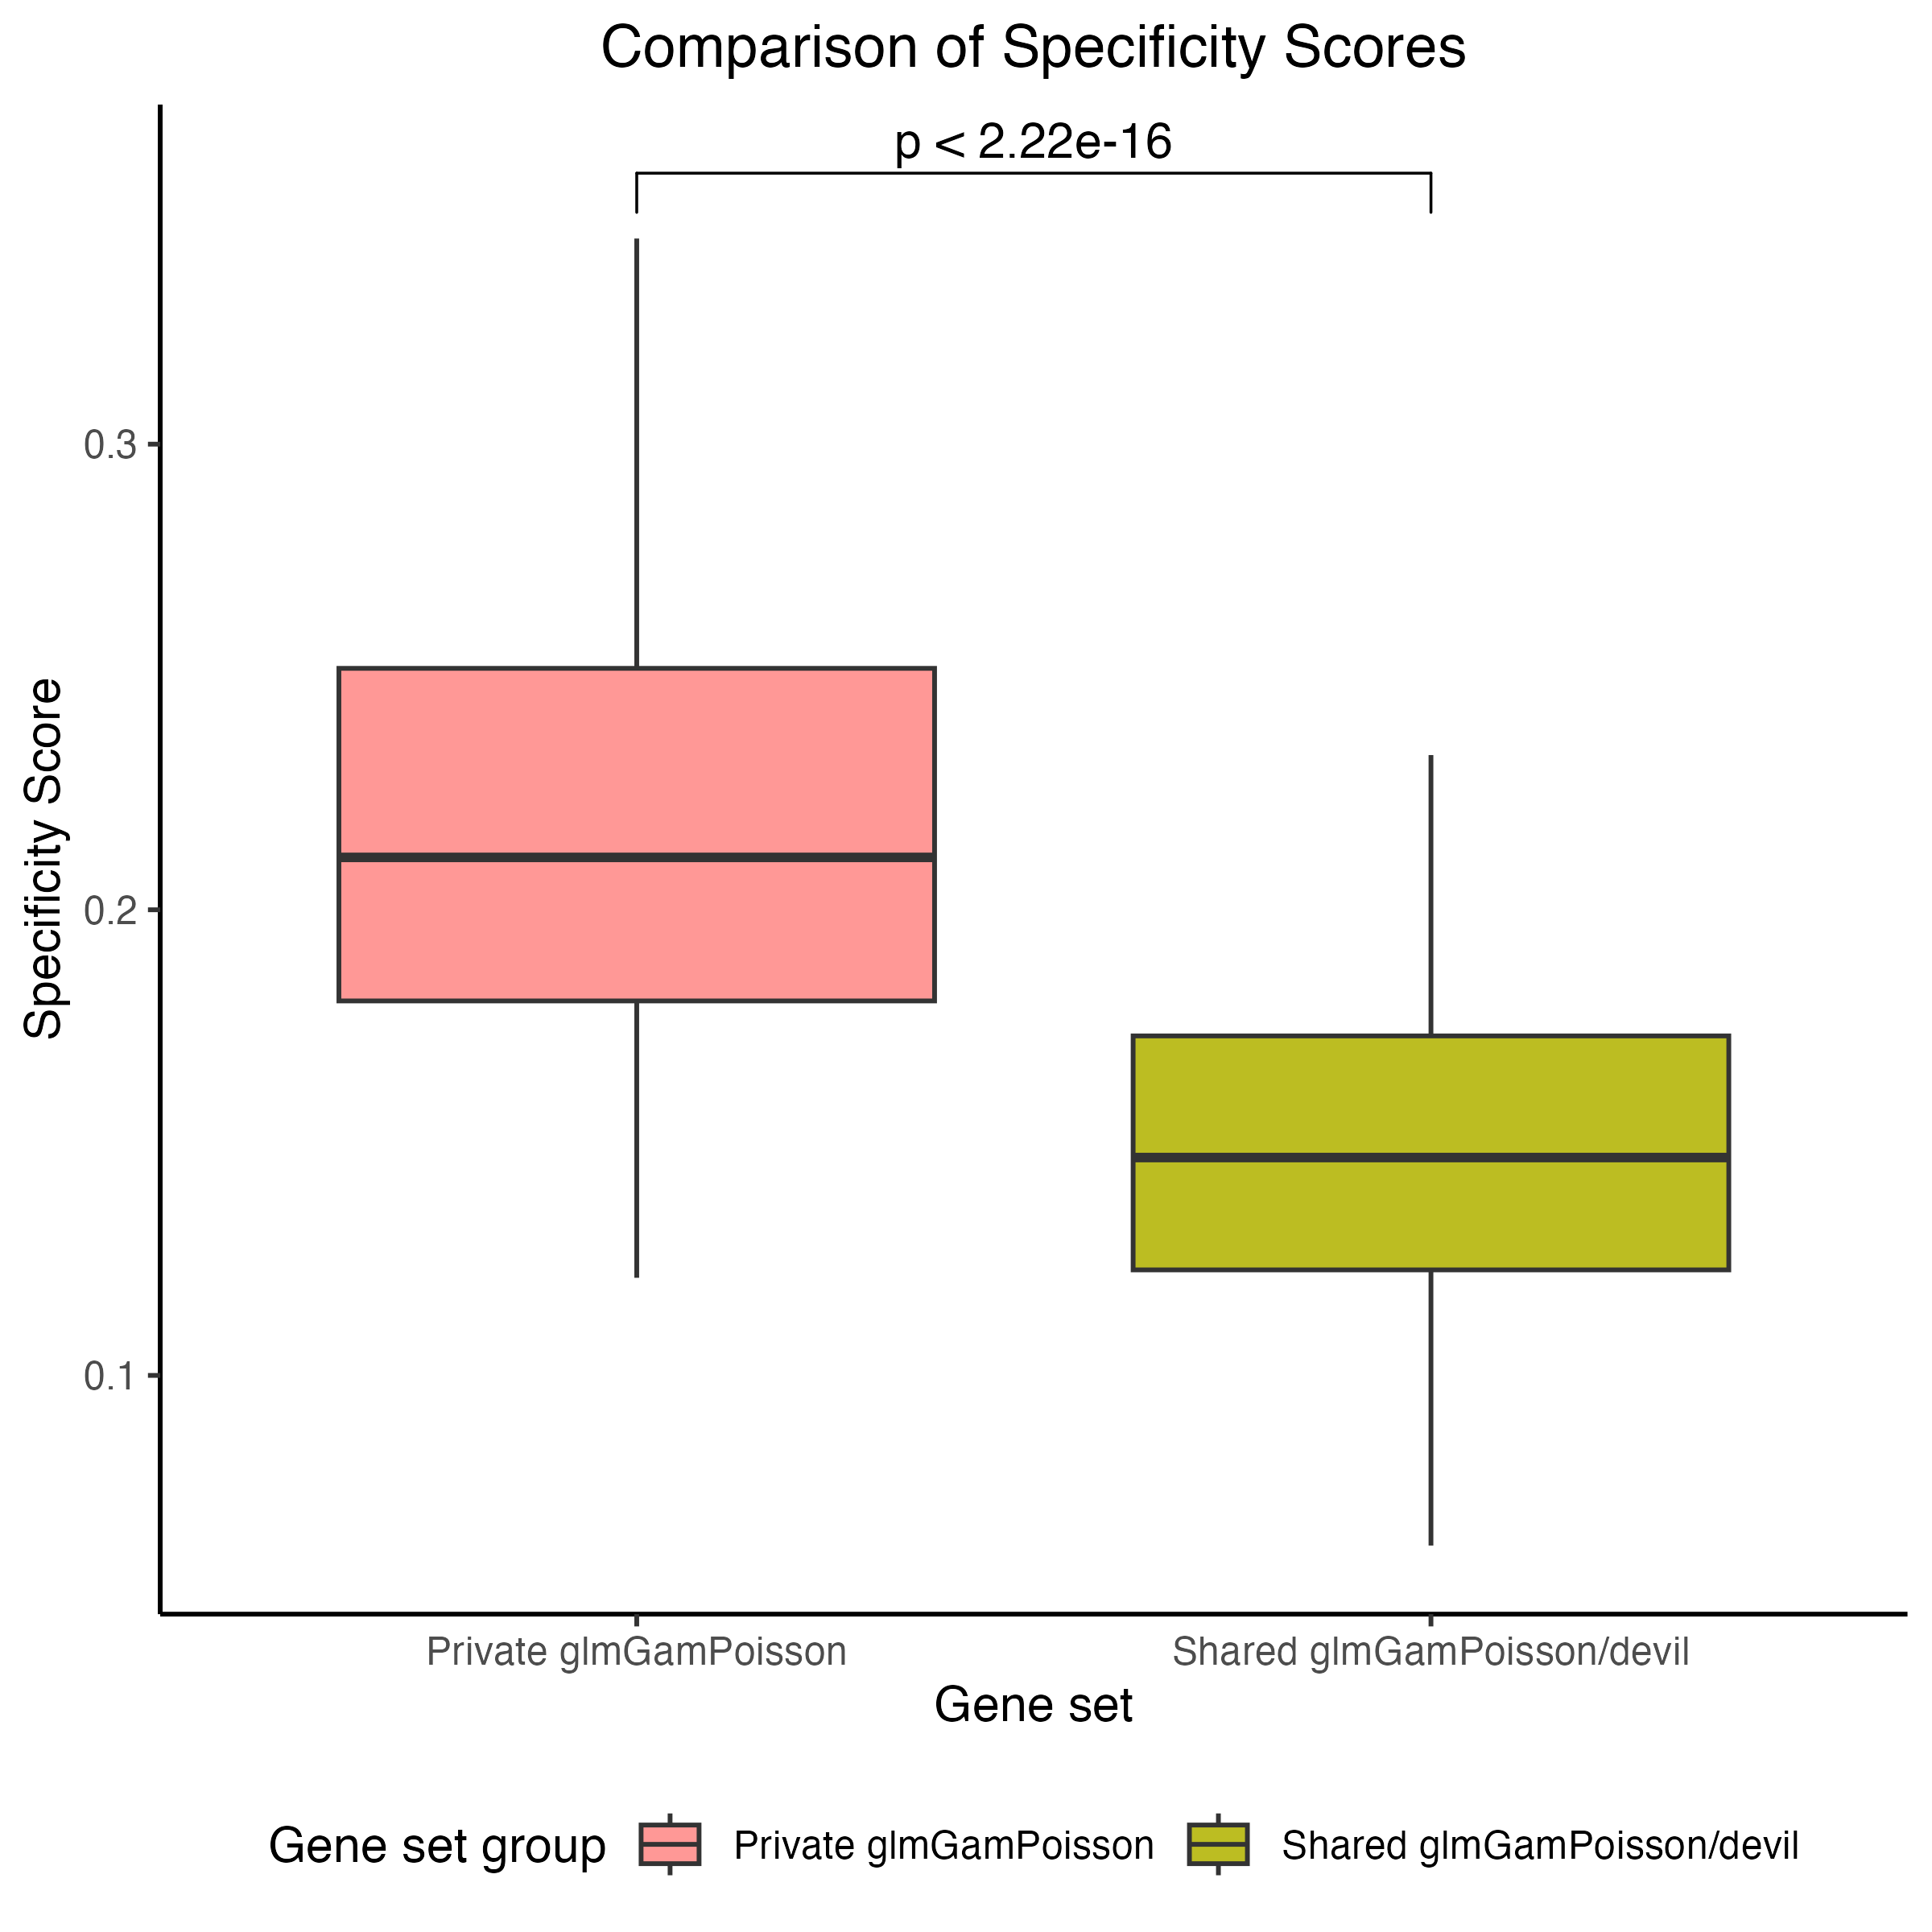 Comparison of Specificity Scores
p < 2.22e-16
Specificity Score
0.3
0.2
0.1
Private glmGamPoisson
Shared glmGamPoisson/devil
Gene set
Gene set group
Private glmGamPoisson
Shared glmGamPoisson/devil